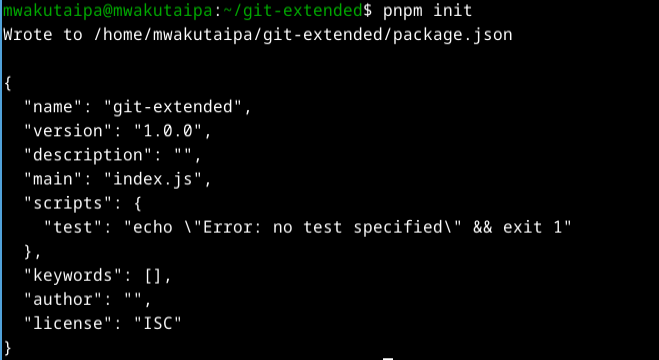 mwakutaipa@mwakutaipa:~/git-extended$ pnpm init
Wrote to /home/mwakutaipa/git-extended/package.json
{
"name": "git-extended",
"version": "1.0.0",
"description": "",
"main": "index.js",
"scripts": {
"test": "echo \"Error: no test specified\" && exit 1"
},
"keywords": [],
"author": "",
"license": "ISC"
}